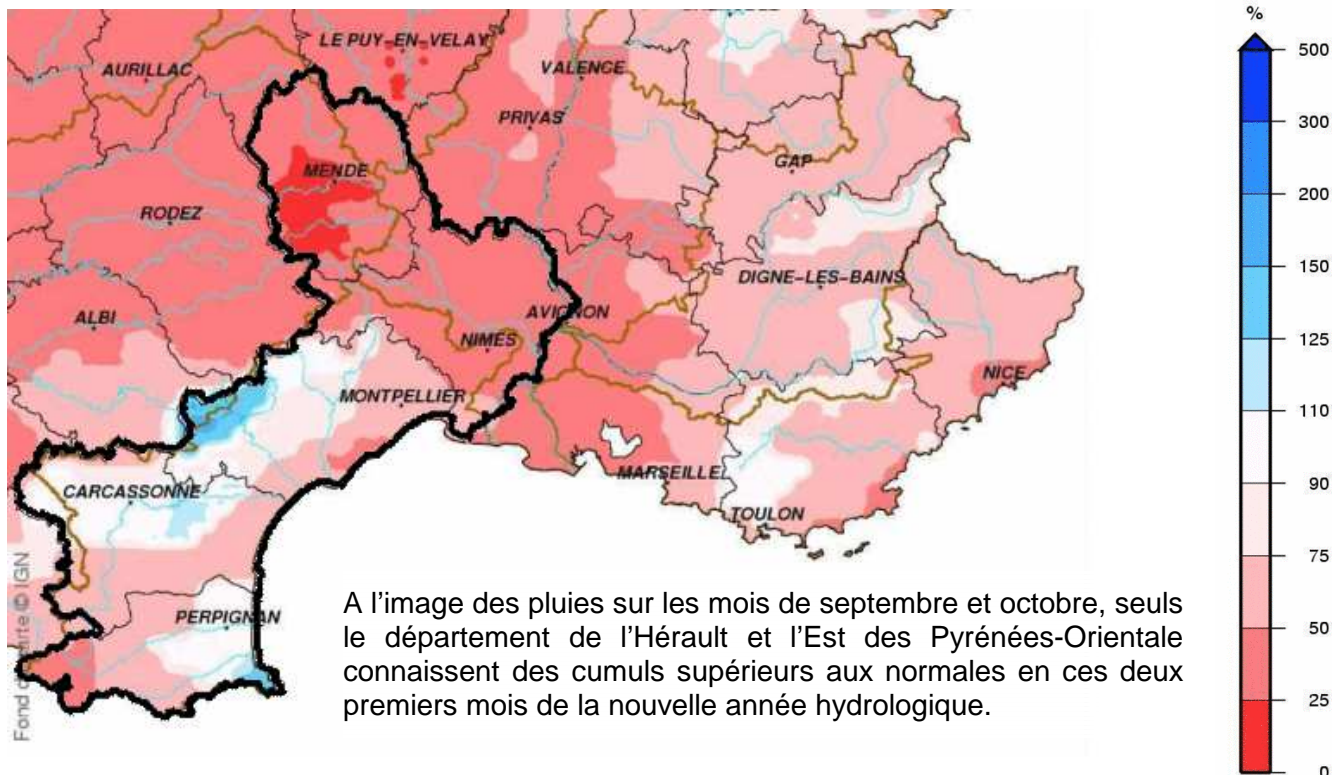 %
500
300
200
150
125
110
90
75
50
25
0
LE PUY-EN-VELAY
AURILLAC
VALENCE
PRIVAS
GAP
MENDE
RODEZ
DIGNE-LES-BAINS
AVIGNON
ALBI
NIMES
NICE
MONTPELLIER
MARSEILLE
CARCASSONNE
TOULON
PERPIGNAN
Fond de carte © IGN
A l'image des pluies sur les mois de septembre et octobre, seuls
le département de l'Hérault et l'Est des Pyrénées-Orientale
connaissent des cumuls supérieurs aux normales en ces deux
premiers mois de la nouvelle année hydrologique.